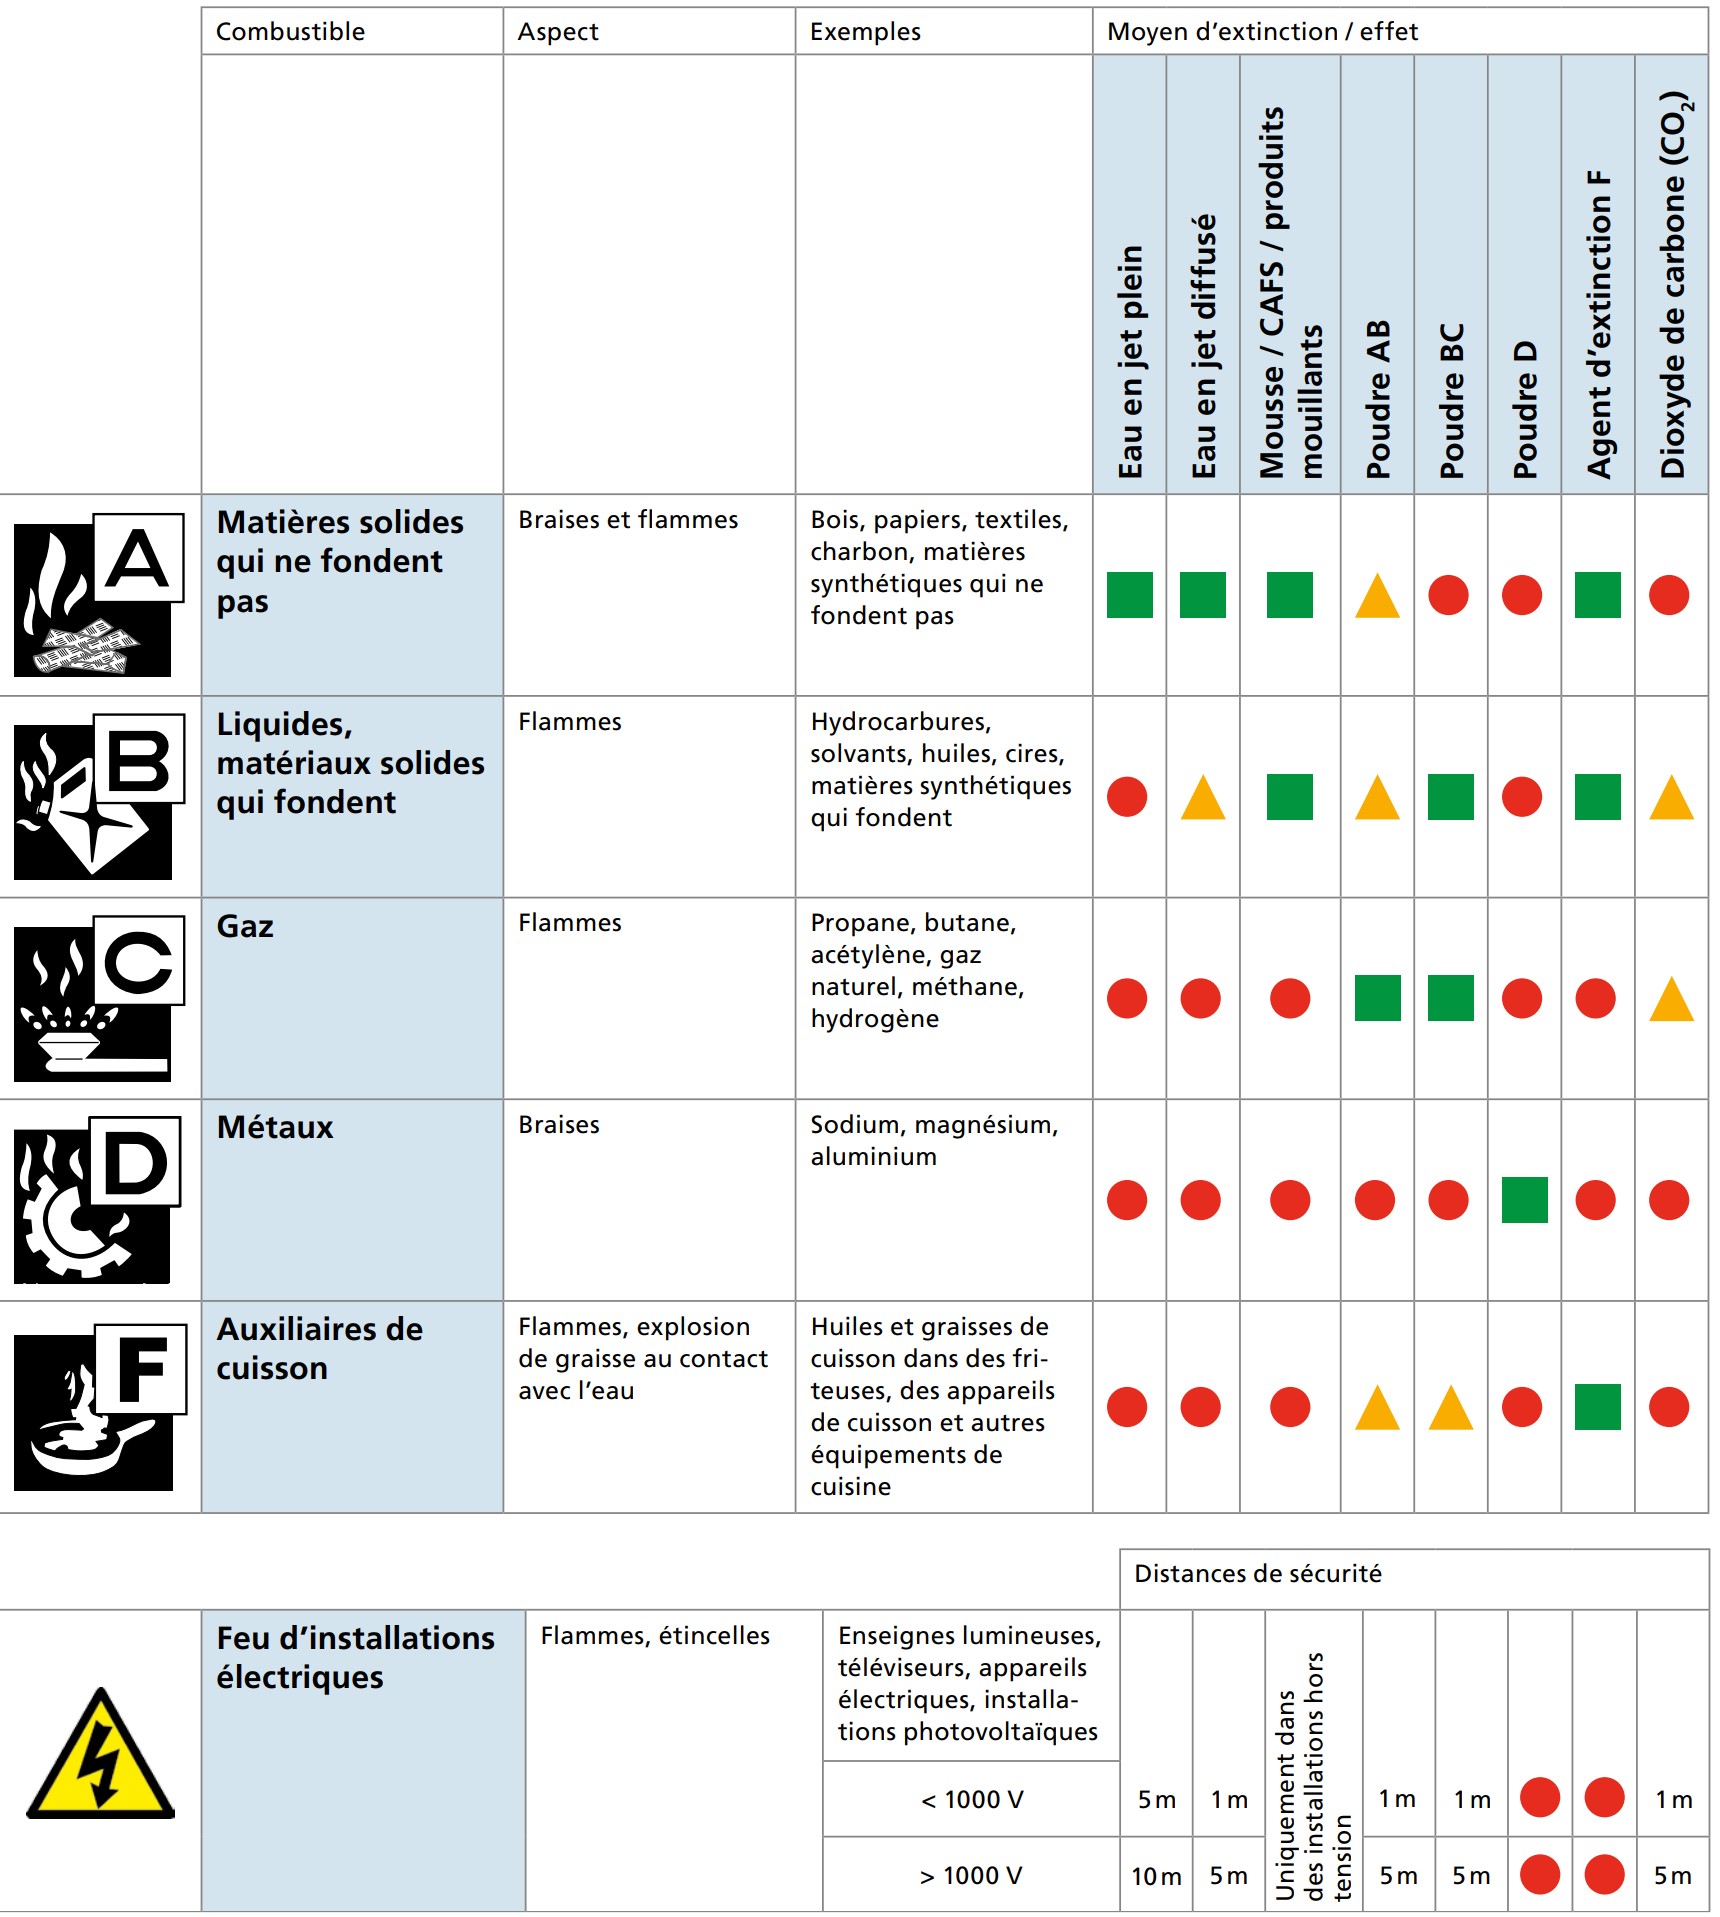 Combustible
Aspect
Exemples
Moyen d’extinction / effet
Eau en jet plein
Eau en jet diffusé
Mousse / CAFS / produits
mouillants
Poudre AB
Poudre BC
Poudre D
Agent d’extinction F
Dioxyde de carbone (CO₂)
A
Matières solides
qui ne fondent
pas
Braises et flammes
Bois, papiers, textiles,
charbon, matières
synthétiques qui ne
fondent pas
B
Liquides,
matériaux solides
qui fondent
Flammes
Hydrocarbures,
solvants, huiles, cires,
matières synthétiques
qui fondent
C
Gaz
Flammes
Propane, butane,
acétylène, gaz
naturel, méthane,
hydrogène
D
Métaux
Braises
Sodium, magnésium,
aluminium
F
Auxiliaires de
cuisson
Flammes, explosion
de graisse au contact
avec l’eau
Huiles et graisses de
cuisson dans des fri-
teuses, des appareils
de cuisson et autres
équipements de
cuisine
Distances de sécurité
Feu d’installations
électriques
Flammes, étincelles
Enseignes lumineuses,
téléviseurs, appareils
électriques, installa-
tions photovoltaïques
Uniquement dans
des installations hors
tension
< 1000 V
5 m
1 m
1 m
1 m
1 m
> 1000 V
10 m
5 m
5 m
5 m
5 m